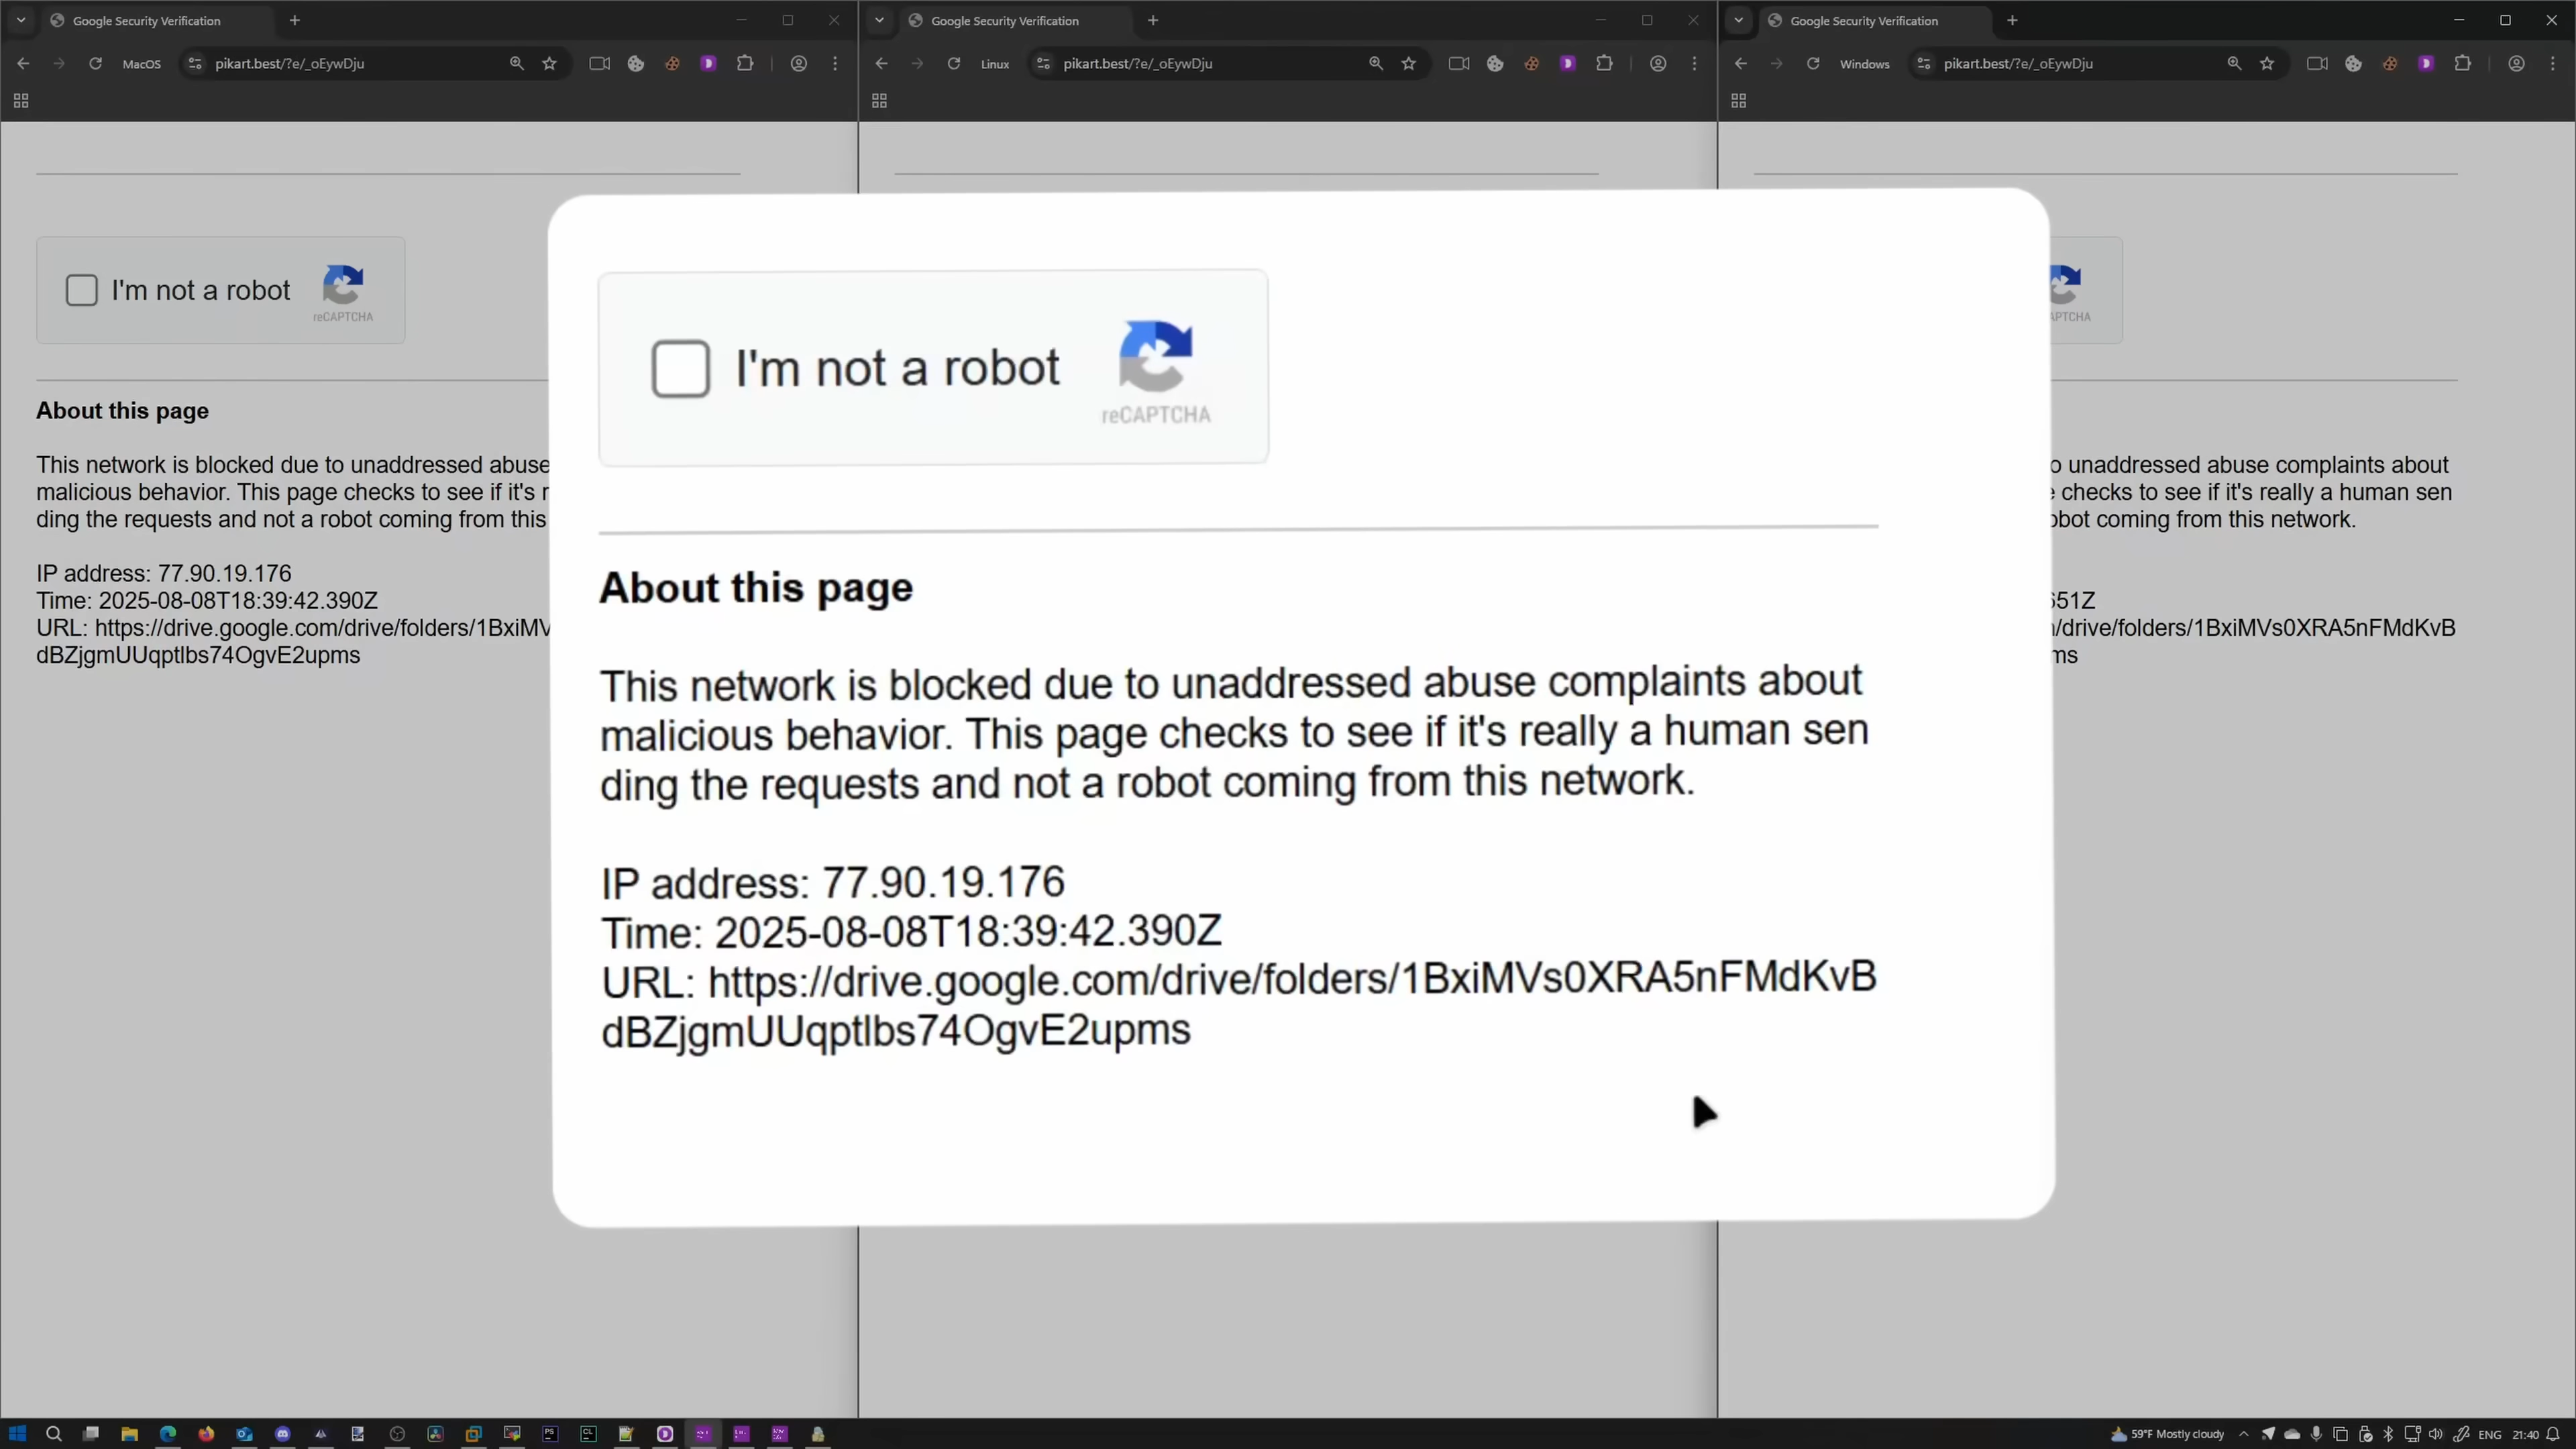 Google Security Verification
Google Security Verification
Google Security Verification
MacOS
pikart.best/?e/_oEywDju
Linux
pikart.best/?e/_oEywDju
Windows
pikart.best/?e/_oEywDju
I'm not a robot
reCAPTCHA
About this page
This network is blocked due to unaddressed abuse
malicious behavior. This page checks to see if it's r
ding the requests and not a robot coming from this
IP address: 77.90.19.176
Time: 2025-08-08T18:39:42.390Z
URL: https://drive.google.com/drive/folders/1BxiMV
dBZjgmUUqptlbs74OgvE2upms
I'm not a robot
reCAPTCHA
About this page
This network is blocked due to unaddressed abuse complaints about
malicious behavior. This page checks to see if it's really a human sen
ding the requests and not a robot coming from this network.
IP address: 77.90.19.176
Time: 2025-08-08T18:39:42.390Z
URL: https://drive.google.com/drive/folders/1BxiMVs0XRA5nFMdKvB
dBZjgmUUqptlbs74OgvE2upms
APTCHA
o unaddressed abuse complaints about
e checks to see if it's really a human sen
obot coming from this network.
651Z
/drive/folders/1BxiMVs0XRA5nFMdKvB
ms
59°F Mostly cloudy
ENG
21:40